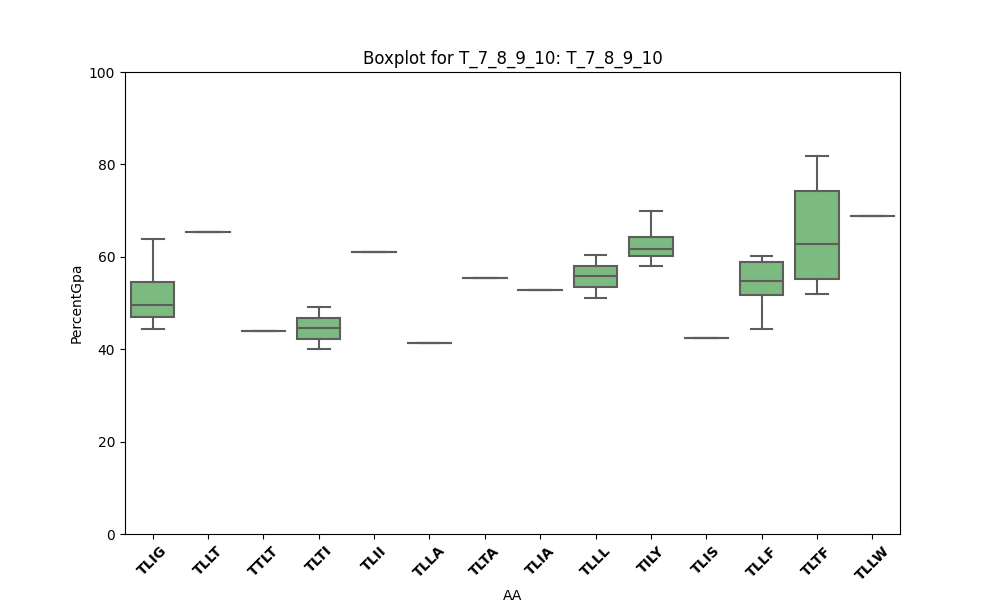 Boxplot for T_7_8_9_10: T_7_8_9_10
PercentGpa
100
80
60
40
20
0
TLIG TLLT TTLT TLTI TLII TLLA TLTA TLIA TLLL TILY TLIS TLLF TLTF TLLW
AA